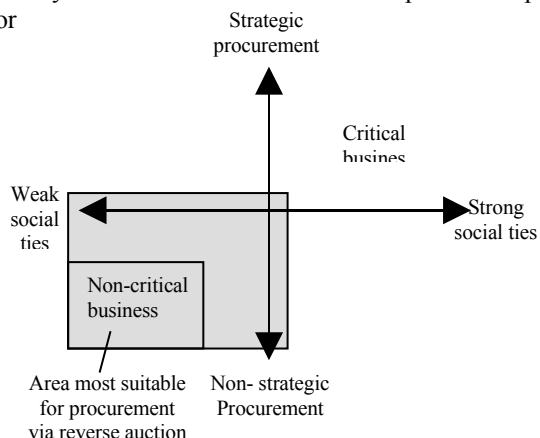 or
Strategic
procurement
Critical
busines
Weak
social
ties
Strong
social ties
Non-critical
business
Area most suitable
for procurement
via reverse auction
Non- strategic
Procurement